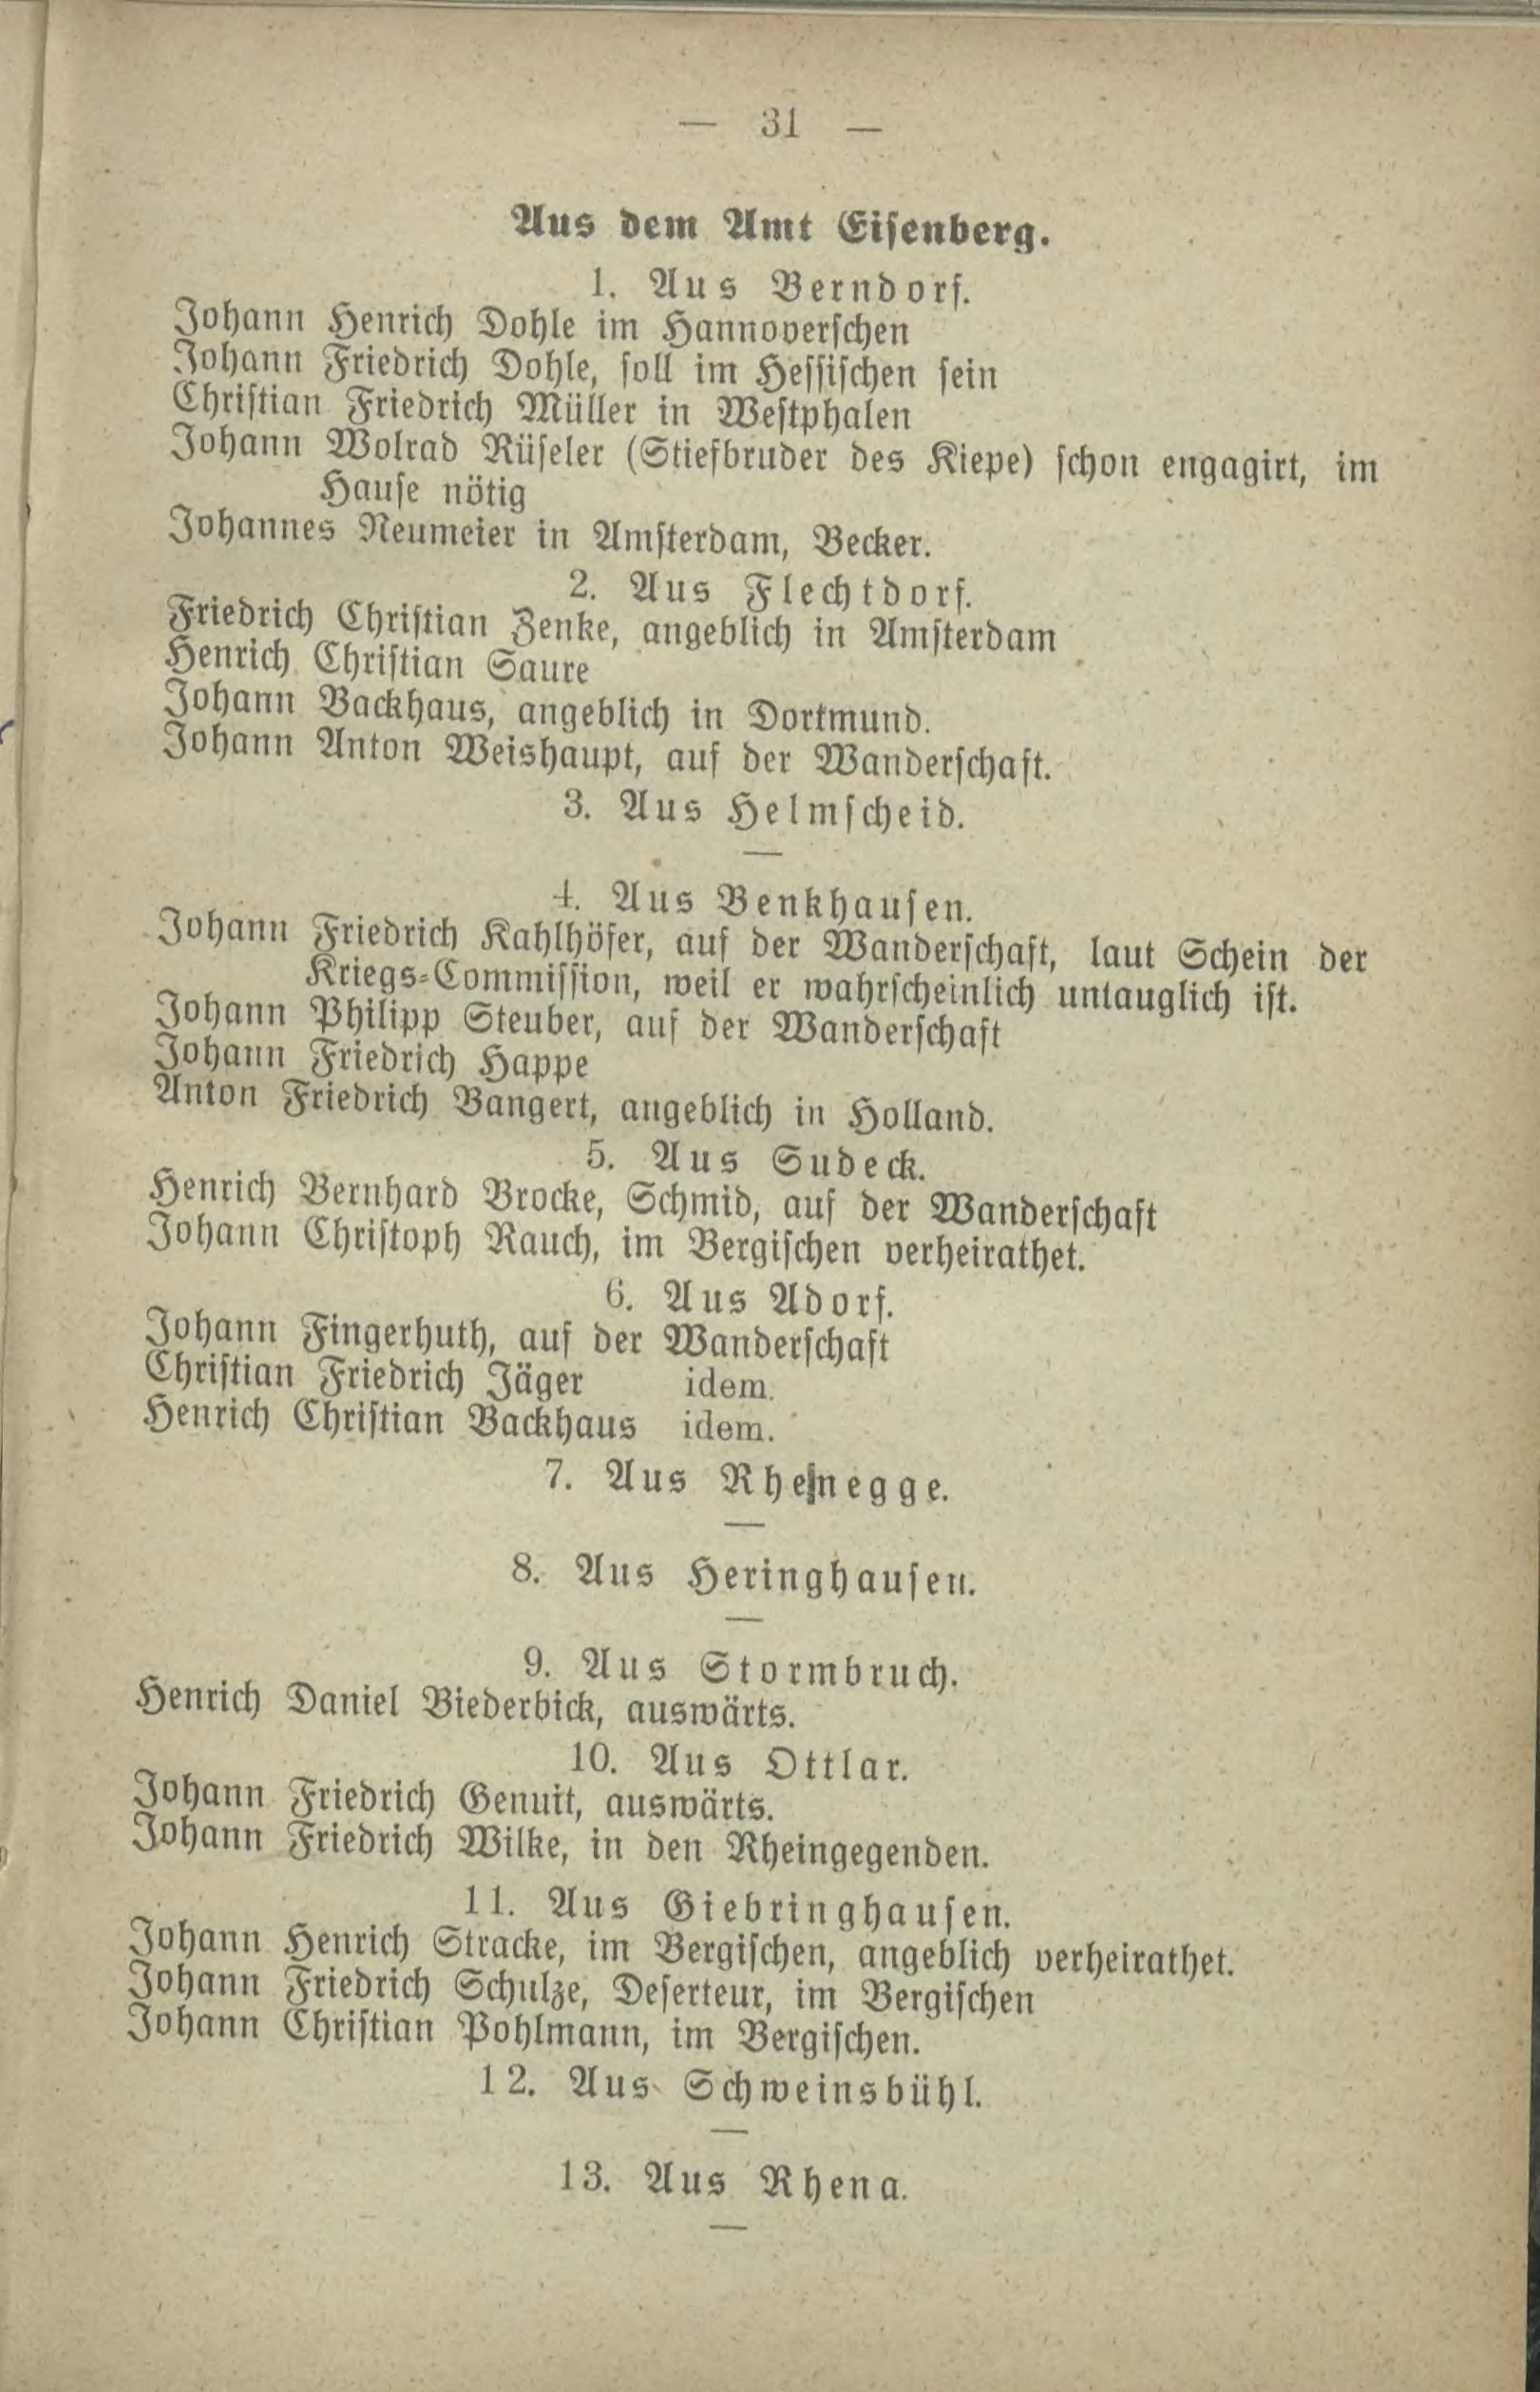 — 31 —
Aus dem Amt Eisenberg.
1. Aus Berndorf.
Johann Henrich Dohle im Hannoverschen
Johann Friedrich Dohle, soll im Hessischen sein
Christian Friedrich Müller in Westphalen
Johann Wolrad Rüseler (Stiefbruder des Kiepe) schon engagirt, im
Hause nötig
Johannes Neumeier in Amsterdam, Becker.
2. Aus Flechtdorf.
Friedrich Christian Zenke, angeblich in Amsterdam
Henrich Christian Saure
Johann Backhaus, angeblich in Dortmund.
Johann Anton Weishaupt, auf der Wanderschaft.
3. Aus Helmscheid.
—
4. Aus Benkhausen.
Johann Friedrich Kahlhöfer, auf der Wanderschaft, laut Schein der
Kriegs-Commission, weil er wahrscheinlich untauglich ist.
Johann Philipp Steuber, auf der Wanderschaft
Johann Friedrich Happe
Anton Friedrich Bangert, angeblich in Holland.
5. Aus Sudeck.
Henrich Bernhard Brocke, Schmid, auf der Wanderschaft
Johann Christoph Rauch, im Bergischen verheirathet.
6. Aus Adorf.
Johann Fingerhuth, auf der Wanderschaft
Christian Friedrich Jäger idem.
Henrich Christian Backhaus idem.
7. Aus Rhenegge.
—
8. Aus Heringhausen.
—
9. Aus Stormbruch.
Henrich Daniel Biederbick, auswärts.
10. Aus Ottlar.
Johann Friedrich Genuit, auswärts.
Johann Friedrich Wilke, in den Rheingegenden.
11. Aus Giebringhausen.
Johann Henrich Stracke, im Bergischen, angeblich verheirathet.
Johann Friedrich Schulze, Deserteur, im Bergischen
Johann Christian Pohlmann, im Bergischen.
12. Aus Schweinsbühl.
—
13. Aus Rhena.
—